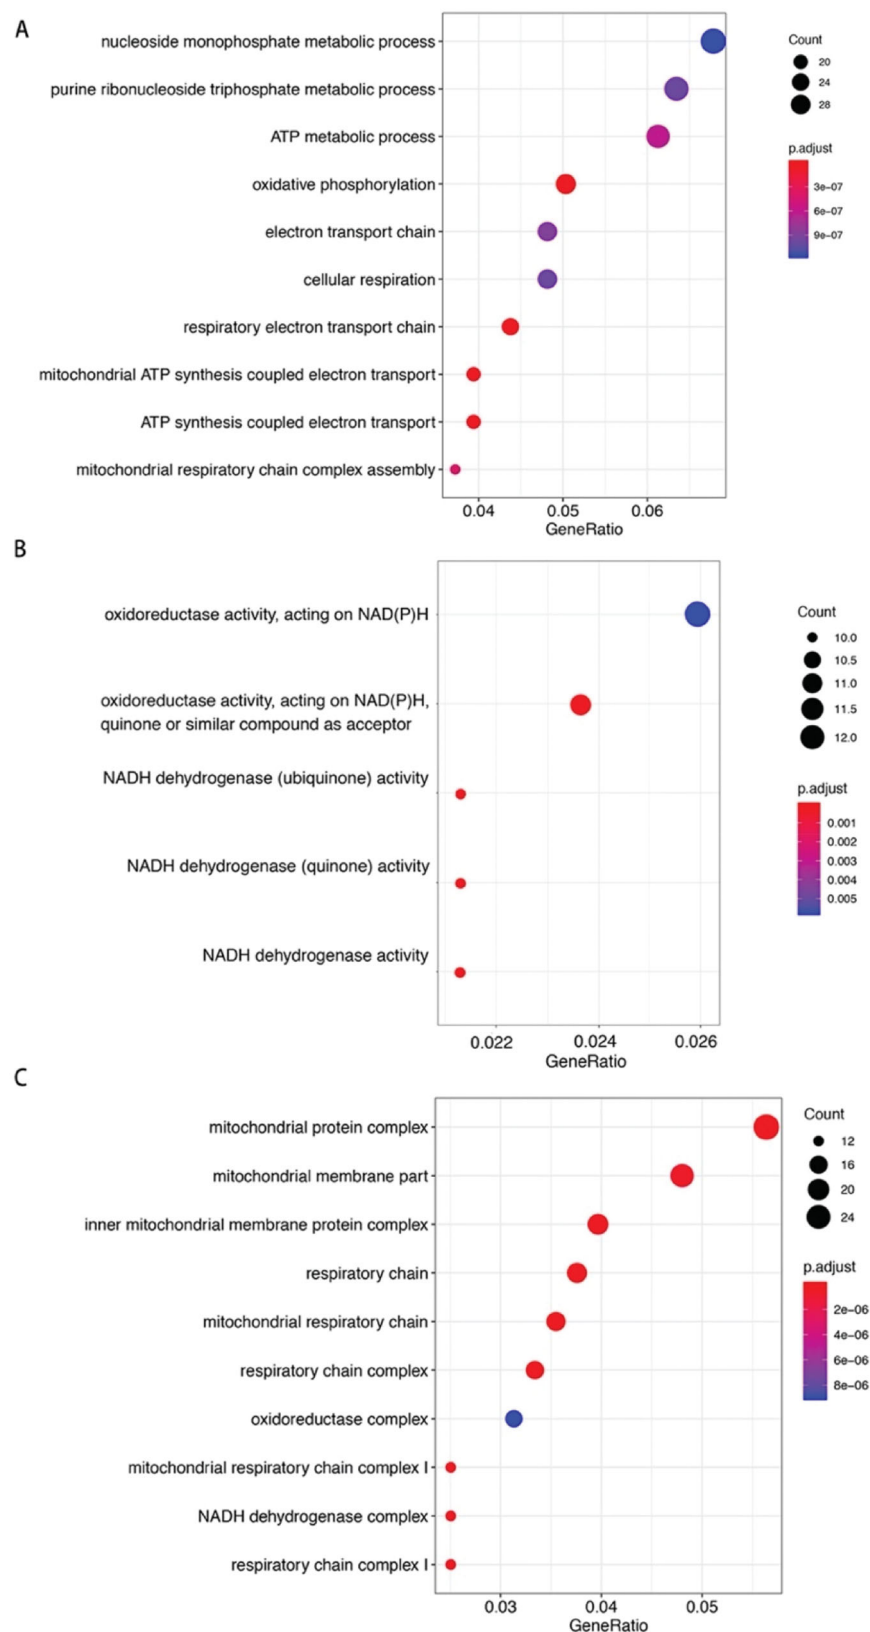 A
nucleoside monophosphate metabolic process
purine ribonucleoside triphosphate metabolic process
ATP metabolic process
oxidative phosphorylation
electron transport chain
cellular respiration
respiratory electron transport chain
mitochondrial ATP synthesis coupled electron transport
ATP synthesis coupled electron transport
mitochondrial respiratory chain complex assembly
0.04 0.05 0.06
GeneRatio
Count
20
24
28
p.adjust
3e-07
6e-07
9e-07
B
oxidoreductase activity, acting on NAD(P)H
oxidoreductase activity, acting on NAD(P)H,
quinone or similar compound as acceptor
NADH dehydrogenase (ubiquinone) activity
NADH dehydrogenase (quinone) activity
NADH dehydrogenase activity
0.022 0.024 0.026
GeneRatio
Count
10.0
10.5
11.0
11.5
12.0
p.adjust
0.001
0.002
0.003
0.004
0.005
C
mitochondrial protein complex
mitochondrial membrane part
inner mitochondrial membrane protein complex
respiratory chain
mitochondrial respiratory chain
respiratory chain complex
oxidoreductase complex
mitochondrial respiratory chain complex I
NADH dehydrogenase complex
respiratory chain complex I
0.03 0.04 0.05
GeneRatio
Count
12
16
20
24
p.adjust
2e-06
4e-06
6e-06
8e-06